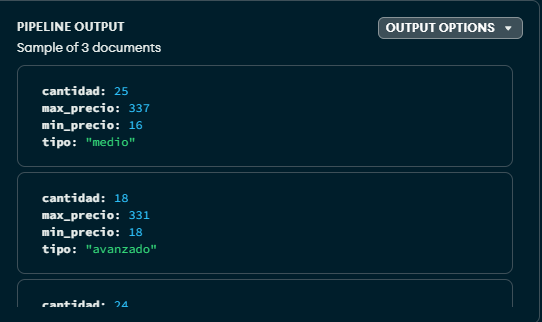 PIPELINE OUTPUT
OUTPUT OPTIONS
Sample of 3 documents
cantidad: 25
max_precio: 337
min_precio: 16
tipo: "medio"
cantidad: 18
max_precio: 331
min_precio: 18
tipo: "avanzado"
cantidad: 24